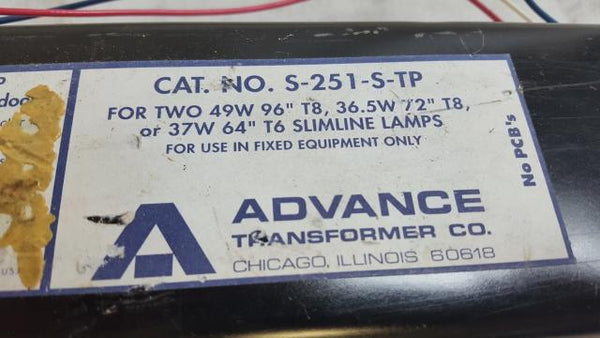 CAT. NO. S-251-S-TP
FOR TWO 49W 96" T8, 36.5W 72" T8,
or 37W 64" T6 SLIMLINE LAMPS
FOR USE IN FIXED EQUIPMENT ONLY
No PCB's
ADVANCE
TRANSFORMER CO.
CHICAGO, ILLINOIS 60618